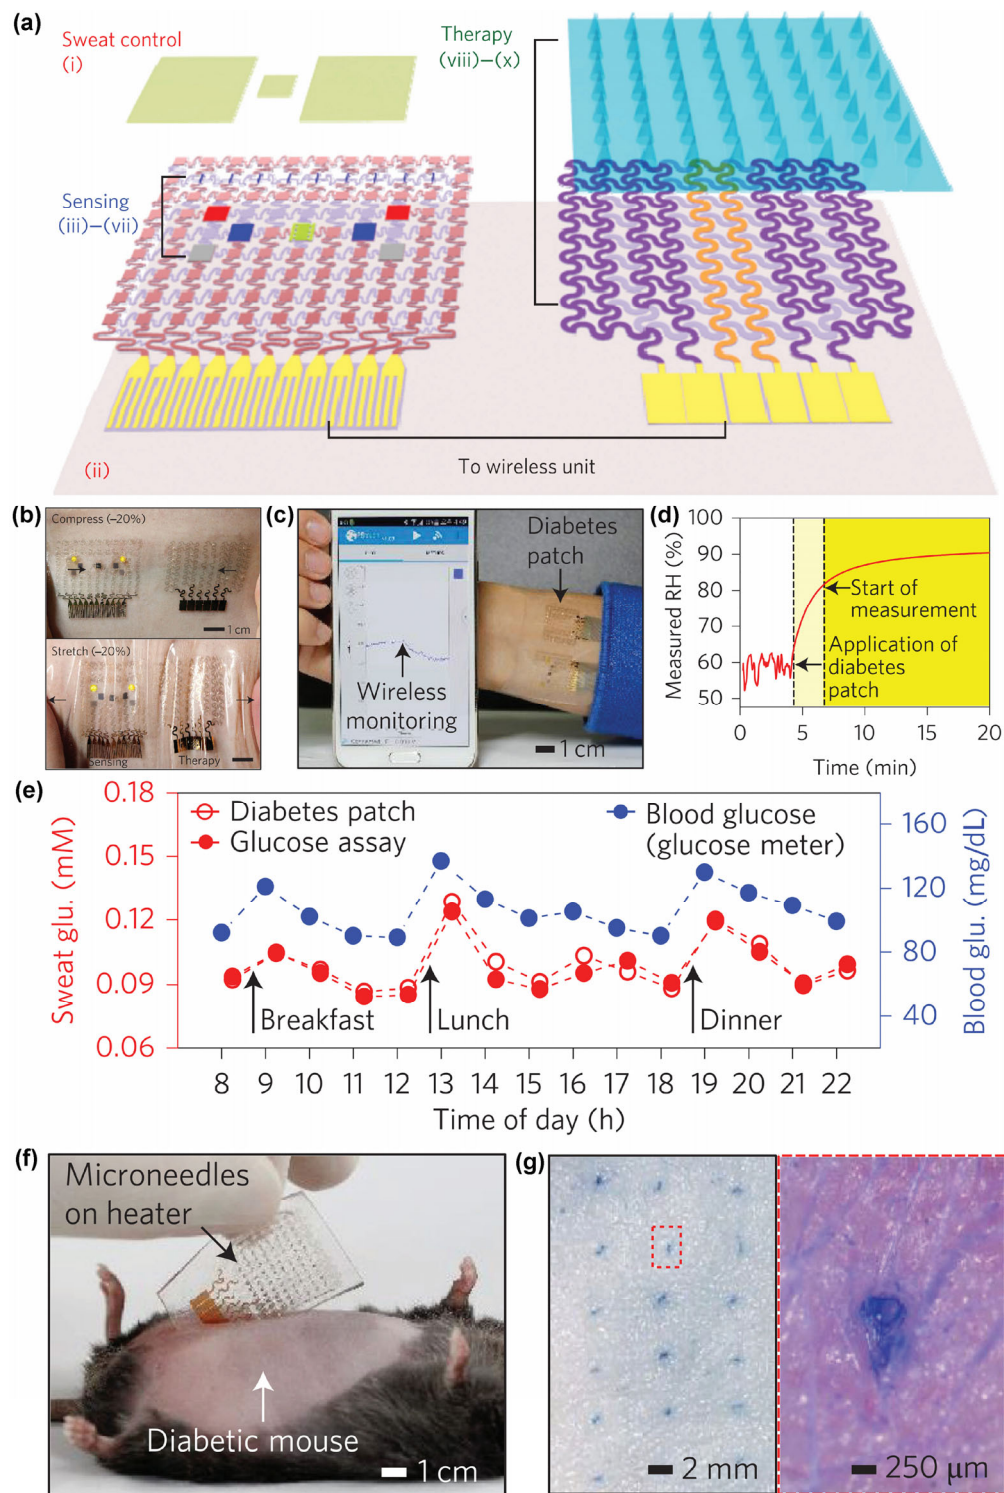 (a)
Sweat control
(i)
Therapy
(viii)–(x)
Sensing
(iii)–(vii)
(ii)
To wireless unit
(b)
Compress (–20%)
1 cm
Stretch (–20%)
Sensing
Therapy
(c)
Diabetes
patch
1
Wireless
monitoring
1 cm
(d)
Measured RH (%)
100
90
80
70
60
50
Start of
measurement
Application of
diabetes
patch
0
5
10
15
20
Time (min)
(e)
Sweat glu. (mM)
0.18
0.15
0.12
0.09
0.06
Diabetes patch
Glucose assay
Blood glucose
(glucose meter)
160
120
80
40
Blood glu. (mg/dL)
Breakfast
Lunch
Dinner
8 9 10 11 12 13 14 15 16 17 18 19 20 21 22
Time of day (h)
(f)
Microneedles
on heater
Diabetic mouse
1 cm
(g)
2 mm
250 µm